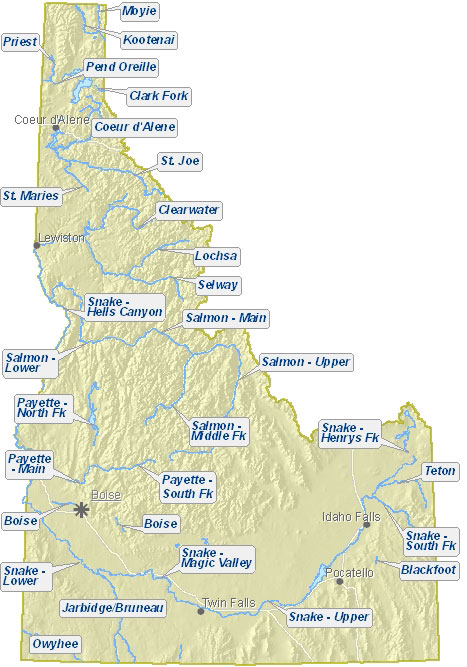 Moyie
Kootenai
Priest
Pend Oreille
Clark Fork
Coeur d'Alene
Coeur d'Alene
St. Joe
St. Maries
Clearwater
Lewiston
Lochsa
Selway
Snake -
Hells Canyon
Salmon - Main
Salmon -
Lower
Salmon - Upper
Payette -
North Fk
Salmon -
Middle Fk
Snake -
Henrys Fk
Payette
- Main
Payette -
South Fk
Teton
Boise
Boise
Boise
Idaho Falls
Snake -
South Fk
Snake -
Lower
Snake -
Magic Valley
Blackfoot
Pocatello
Jarbidge/Bruneau
Twin Falls
Snake - Upper
Owyhee